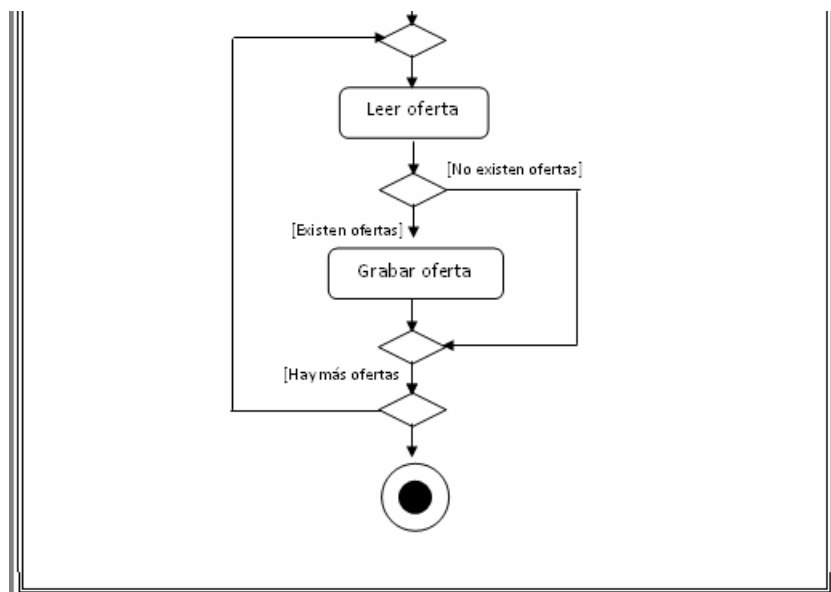 Leer oferta
[No existen ofertas]
[Existen ofertas]
Grabar oferta
[Hay más ofertas